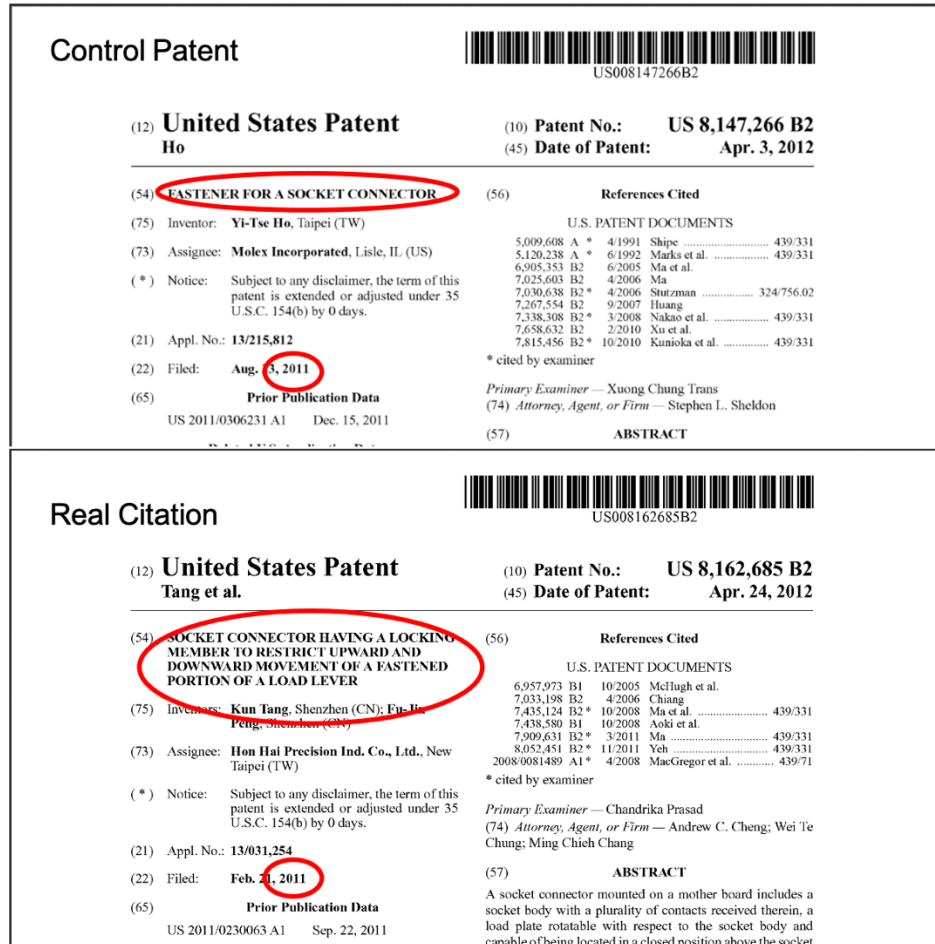 Control Patent
US008147266B2
(12) United States Patent
Ho
(10) Patent No.: US 8,147,266 B2
(45) Date of Patent: Apr. 3, 2012
(54) FASTENER FOR A SOCKET CONNECTOR
(75) Inventor: Yi-Tse Ho, Taipei (TW)
(73) Assignee: Molex Incorporated, Lisle, IL (US)
( * ) Notice: Subject to any disclaimer, the term of this
patent is extended or adjusted under 35
U.S.C. 154(b) by 0 days.
(21) Appl. No.: 13/215,812
(22) Filed: Aug. 23, 2011
(65) Prior Publication Data
US 2011/0306231 A1 Dec. 15, 2011
(56) References Cited
U.S. PATENT DOCUMENTS
5,009,608 A * 4/1991 Shipe .................... 439/331
5,120,238 A * 6/1992 Marks et al. ............. 439/331
6,905,353 B2 6/2005 Ma et al.
7,025,603 B2 4/2006 Ma
7,030,638 B2 * 4/2006 Stutzman ............... 324/756.02
7,267,554 B2 9/2007 Huang
7,338,308 B2 * 3/2008 Nakao et al. ............. 439/331
7,658,632 B2 2/2010 Xu et al.
7,815,456 B2 * 10/2010 Kunioka et al. ........... 439/331
* cited by examiner
Primary Examiner — Xuong Chung Trans
(74) Attorney, Agent, or Firm — Stephen L. Sheldon
(57) ABSTRACT
Real Citation
US008162685B2
(12) United States Patent
Tang et al.
(10) Patent No.: US 8,162,685 B2
(45) Date of Patent: Apr. 24, 2012
(54) SOCKET CONNECTOR HAVING A LOCKING
MEMBER TO RESTRICT UPWARD AND
DOWNWARD MOVEMENT OF A FASTENED
PORTION OF A LOAD LEVER
(75) Inventors: Kun Tang, Shenzhen (CN); Fu-Jin
Peng, Shenzhen (CN)
(73) Assignee: Hon Hai Precision Ind. Co., Ltd., New
Taipei (TW)
( * ) Notice: Subject to any disclaimer, the term of this
patent is extended or adjusted under 35
U.S.C. 154(b) by 0 days.
(21) Appl. No.: 13/031,254
(22) Filed: Feb. 21, 2011
(65) Prior Publication Data
US 2011/0230063 A1 Sep. 22, 2011
(56) References Cited
U.S. PATENT DOCUMENTS
6,957,973 B1 10/2005 McHugh et al.
7,033,198 B2 4/2006 Chiang
7,435,124 B2 * 10/2008 Ma et al. ................ 439/331
7,438,580 B1 10/2008 Aoki et al.
7,909,631 B2 * 3/2011 Ma ...................... 439/331
8,052,451 B2 * 11/2011 Yeh ..................... 439/331
2008/0081489 A1 * 4/2008 MacGregor et al. ......... 439/71
* cited by examiner
Primary Examiner — Chandrika Prasad
(74) Attorney, Agent, or Firm — Andrew C. Cheng; Wei Te
Chung; Ming Chieh Chang
(57) ABSTRACT
A socket connector mounted on a mother board includes a
socket body with a plurality of contacts received therein, a
load plate rotatable with respect to the socket body and
capable of being located in a closed position above the socket